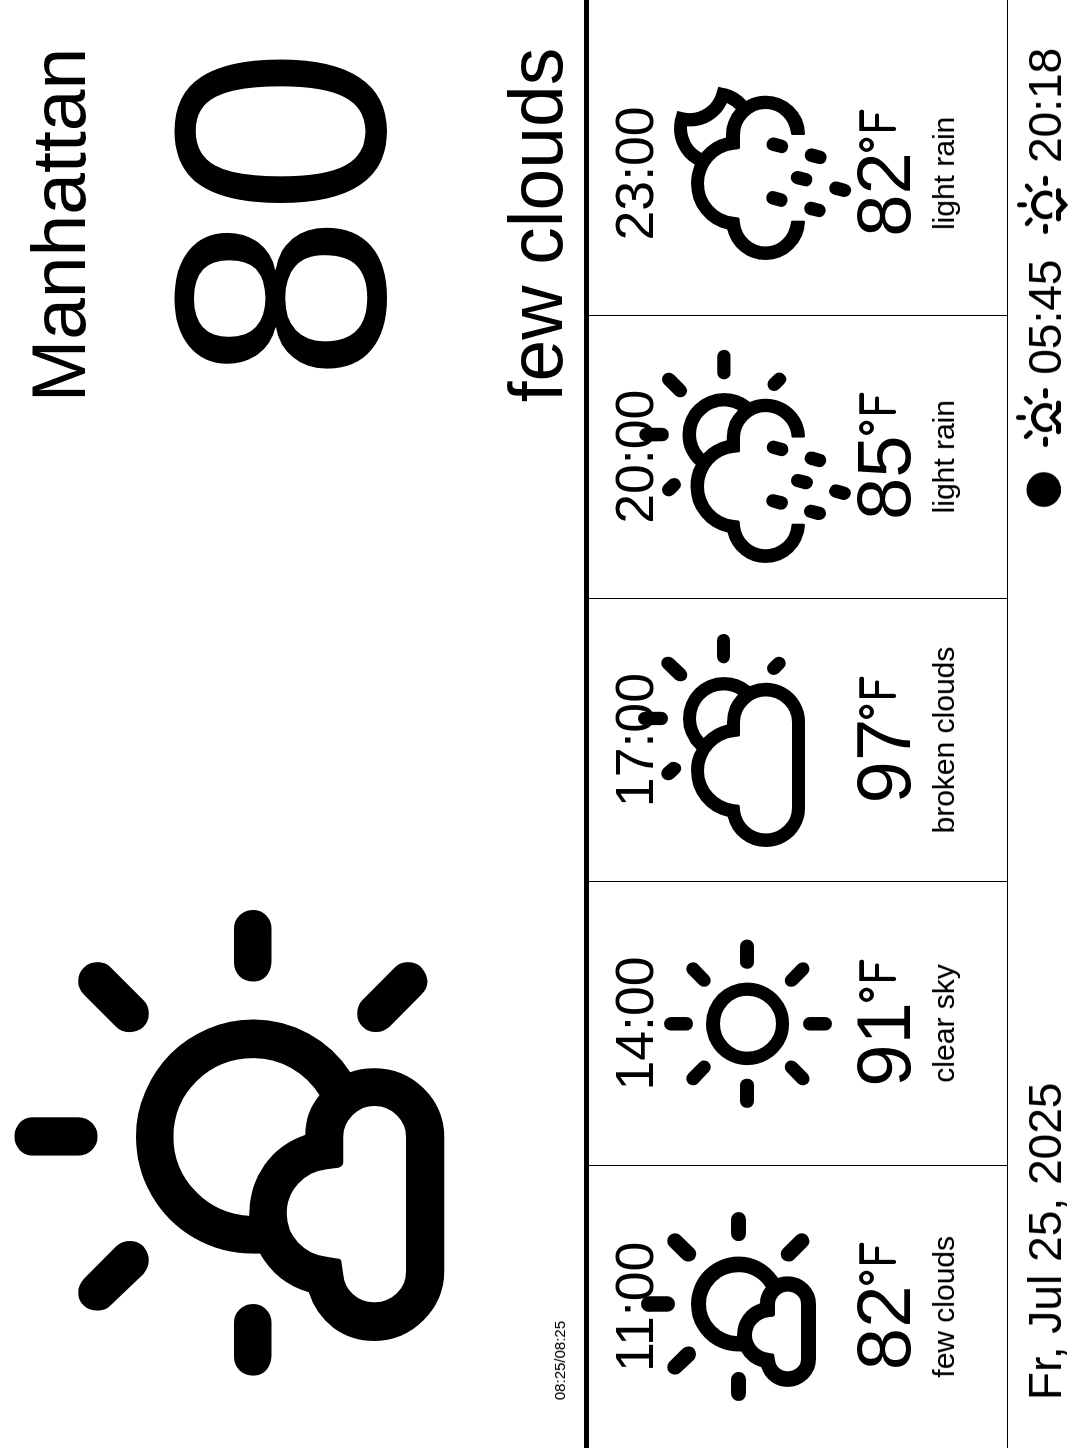 Manhattan
80
few clouds
08:25/08:25
11:00
82°F
few clouds
14:00
91°F
clear sky
17:00
97°F
broken clouds
20:00
85°F
light rain
23:00
82°F
light rain
Fr, Jul 25, 2025
05:45
20:18